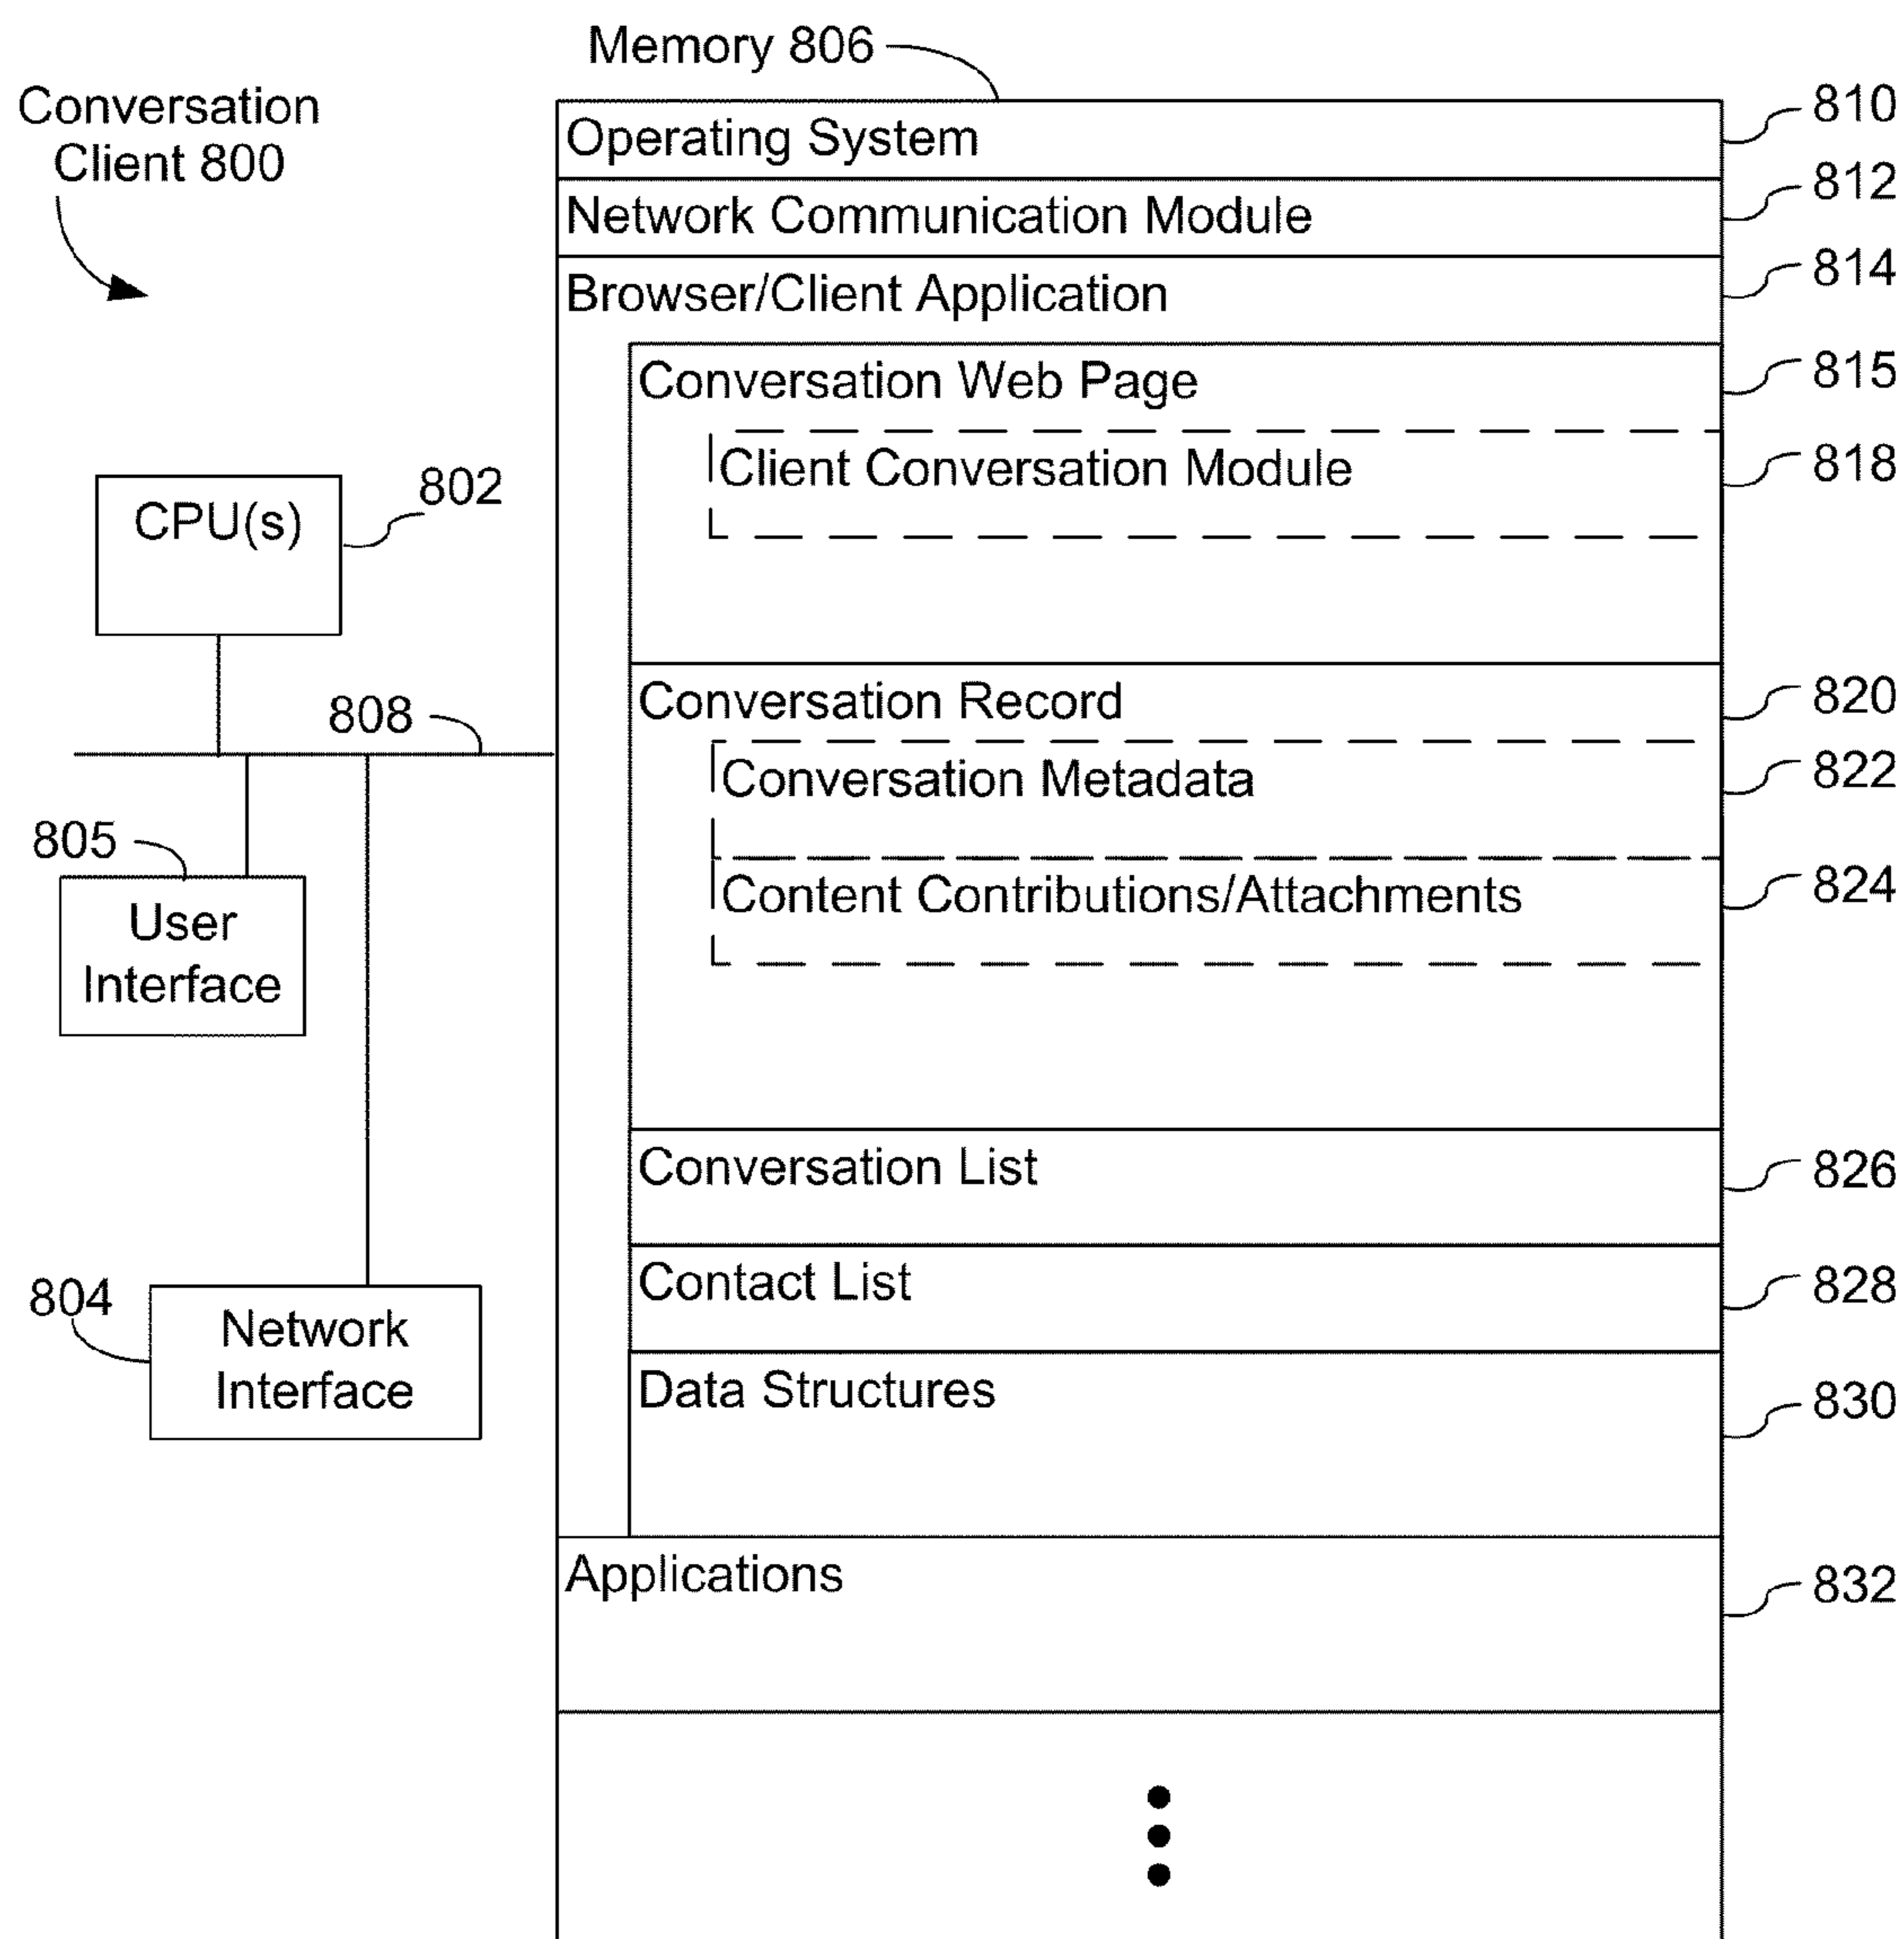 Memory 806
Conversation
Client 800
Operating System
810
Network Communication Module
812
Browser/Client Application
814
Conversation Web Page
815
Client Conversation Module
818
CPU(s)
802
Conversation Record
820
808
Conversation Metadata
822
805
Content Contributions/Attachments
824
User
Interface
Conversation List
826
Contact List
828
804
Network
Interface
Data Structures
830
Applications
832